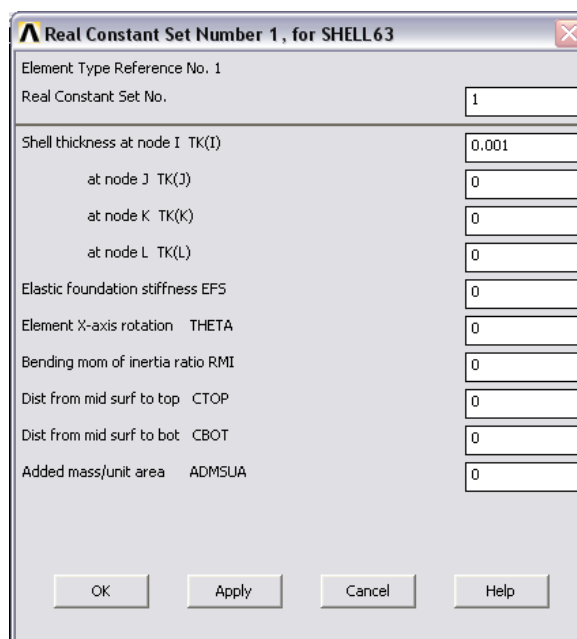 Real Constant Set Number 1, for SHELL63
Element Type Reference No. 1
Real Constant Set No. 1
Shell thickness at node I TK(I) 0.001
at node J TK(J) 0
at node K TK(K) 0
at node L TK(L) 0
Elastic foundation stiffness EFS 0
Element X-axis rotation THETA 0
Bending mom of inertia ratio RMI 0
Dist from mid surf to top CTOP 0
Dist from mid surf to bot CBOT 0
Added mass/unit area ADMSUA 0
OK Apply Cancel Help